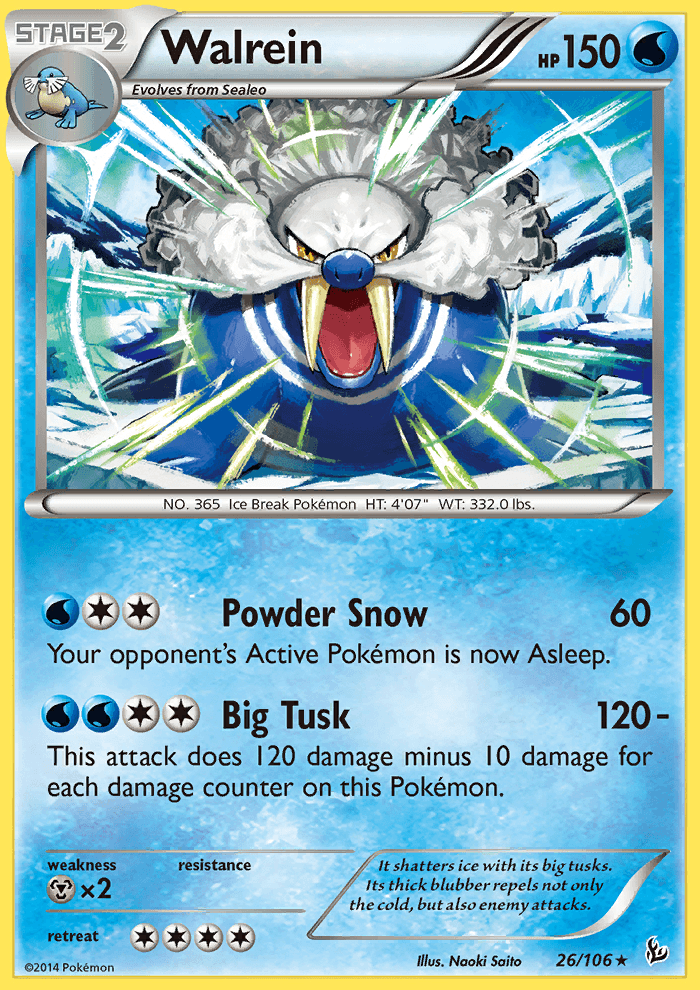 STAGE2
Walrein
HP150
Evolves from Sealeo
NO. 365 Ice Break Pokémon HT: 4'07" WT: 332.0 lbs.
Powder Snow 60
Your opponent's Active Pokémon is now Asleep.
Big Tusk 120-
This attack does 120 damage minus 10 damage for
each damage counter on this Pokémon.
weakness resistance
×2
retreat
It shatters ice with its big tusks.
Its thick blubber repels not only
the cold, but also enemy attacks.
©2014 Pokémon
Illus. Naoki Saito 26/106 ★